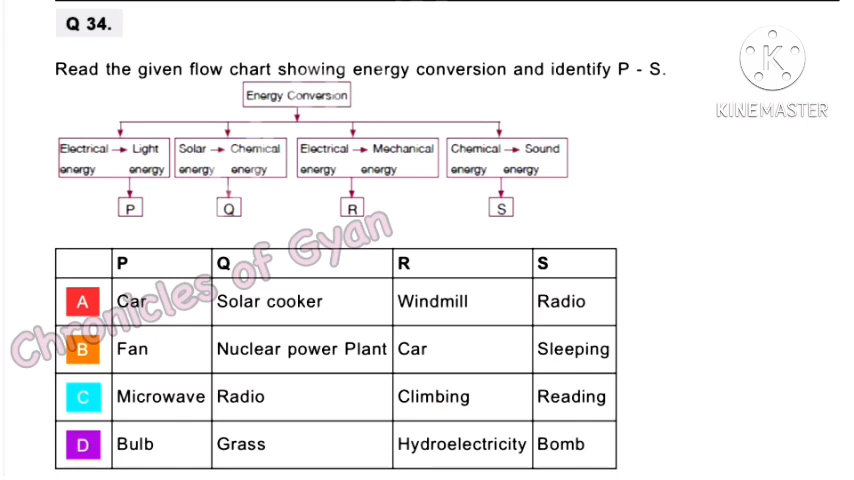 Q 34.
KINEMASTER
Read the given flow chart showing energy conversion and identify P - S.
Energy Conversion
Electrical → Light
energy energy
Solar → Chemical
energy energy
Electrical → Mechanical
energy energy
Chemical → Sound
energy energy
P Q R S
Chronicles of Gyan
P Q R S
A Car Solar cooker Windmill Radio
B Fan Nuclear power Plant Car Sleeping
C Microwave Radio Climbing Reading
D Bulb Grass Hydroelectricity Bomb